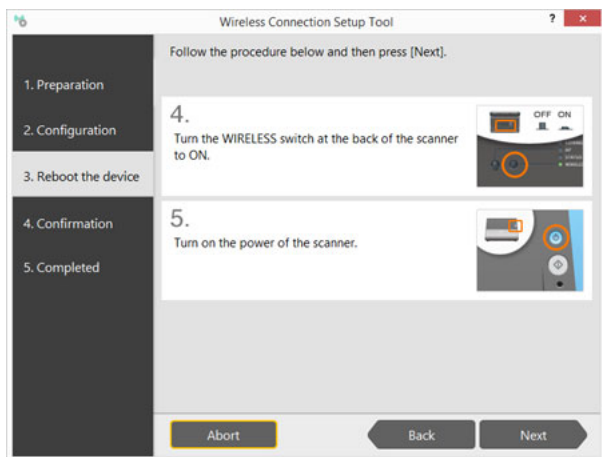 Wireless Connection Setup Tool
?
×
Follow the procedure below and then press [Next].
1. Preparation
2. Configuration
3. Reboot the device
4. Confirmation
5. Completed
4.
Turn the WIRELESS switch at the back of the scanner
to ON.
OFF ON
5.
Turn on the power of the scanner.
Abort
Back
Next